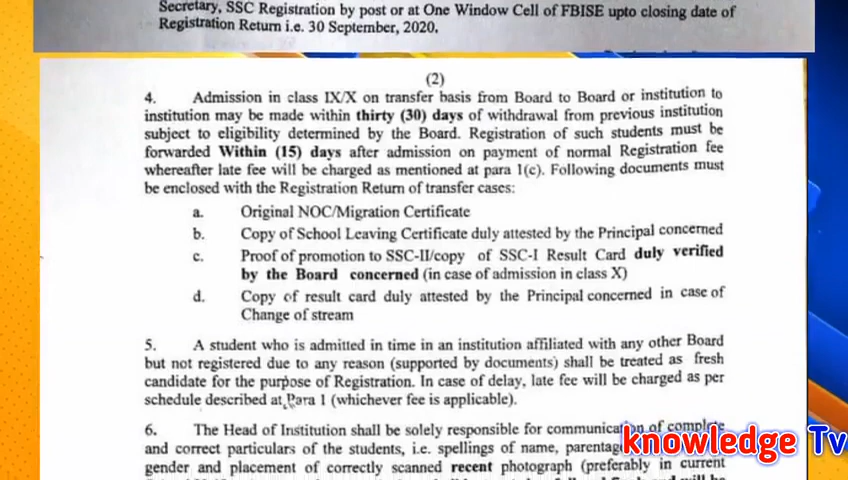 Secretary, SSC Registration by post or at One Window Cell of FBISE upto closing date of
Registration Return i.e. 30 September, 2020.
(2)
4. Admission in class IX/X on transfer basis from Board to Board or institution to
institution may be made within thirty (30) days of withdrawal from previous institution
subject to eligibility determined by the Board. Registration of such students must be
forwarded Within (15) days after admission on payment of normal Registration fee
whereafter late fee will be charged as mentioned at para 1(c). Following documents must
be enclosed with the Registration Return of transfer cases:
a. Original NOC/Migration Certificate
b. Copy of School Leaving Certificate duly attested by the Principal concerned
c. Proof of promotion to SSC-II/copy of SSC-I Result Card duly verified
by the Board concerned (in case of admission in class X)
d. Copy of result card duly attested by the Principal concerned in case of
Change of stream
5. A student who is admitted in time in an institution affiliated with any other Board
but not registered due to any reason (supported by documents) shall be treated as fresh
candidate for the purpose of Registration. In case of delay, late fee will be charged as per
schedule described at Para 1 (whichever fee is applicable).
6. The Head of Institution shall be solely responsible for communication of complete
and correct particulars of the students, i.e. spellings of name,
gender and placement of correctly scanned recent photograph (preferably in current
knowledge Tv